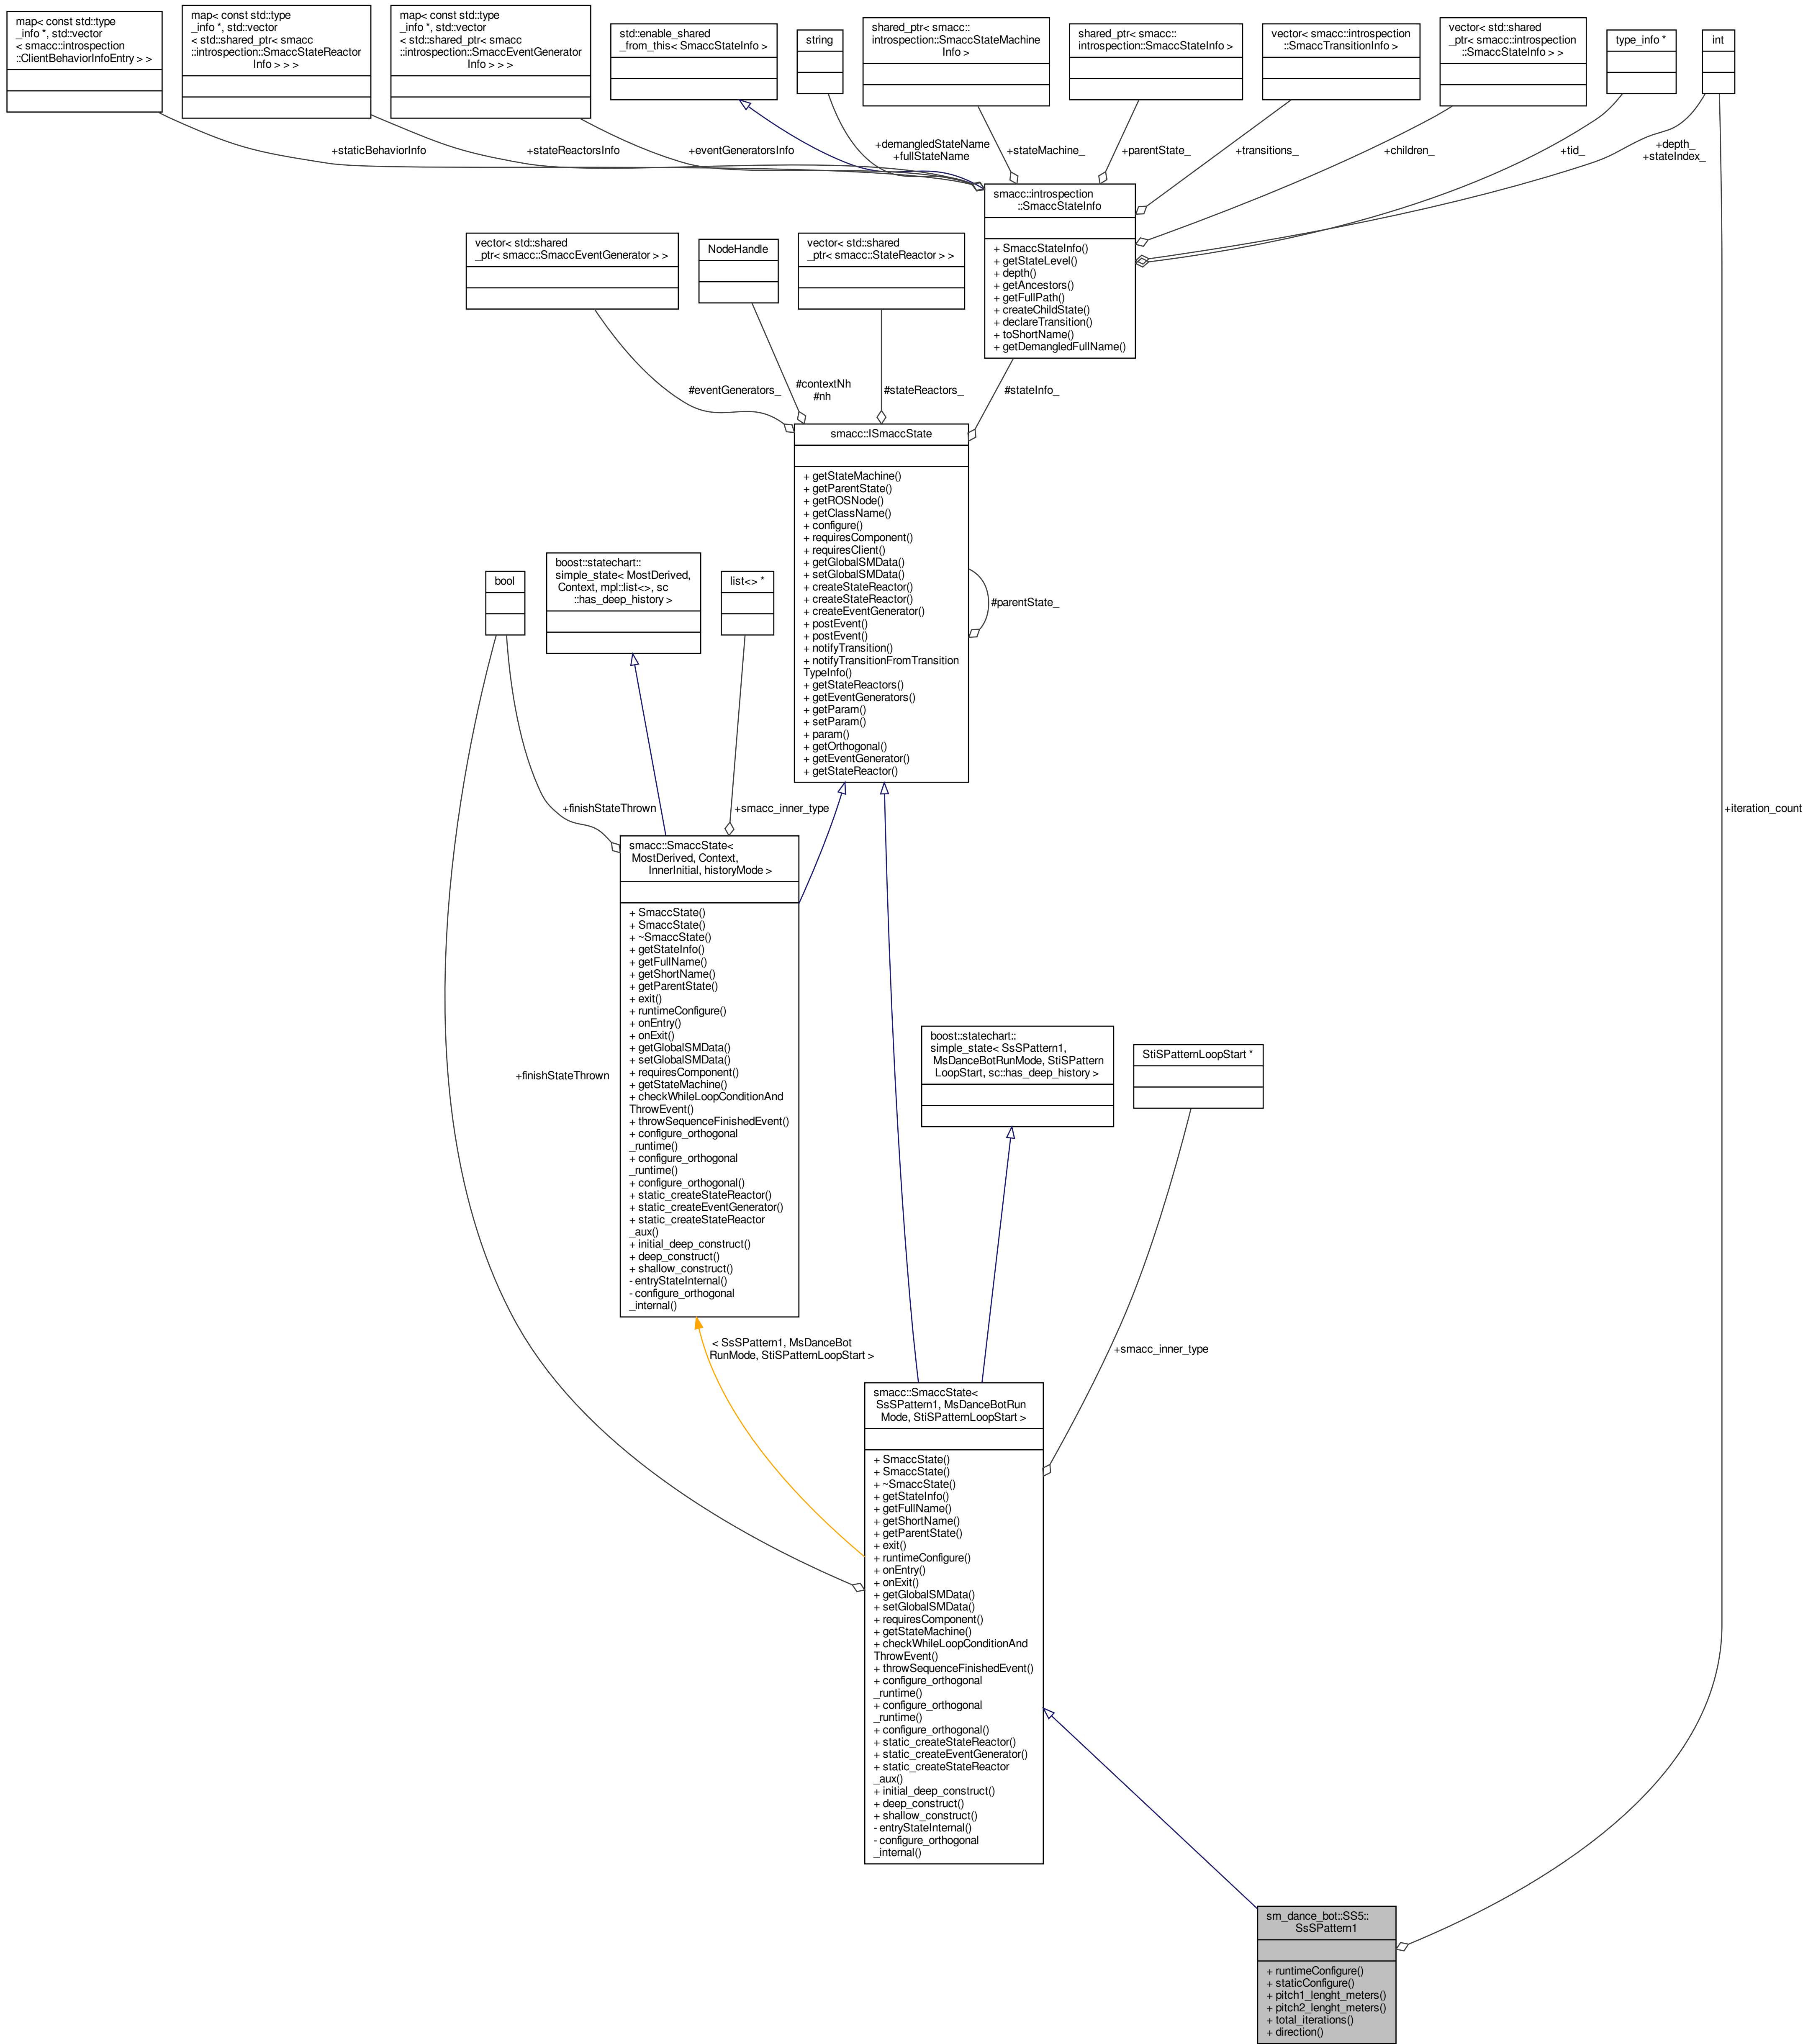 map< const std::type
_info *, std::vector
< smacc::introspection
::ClientBehaviorInfoEntry > >
map< const std::type
_info *, std::vector
< std::shared_ptr< smacc
::introspection::SmaccStateReactor
Info > > >
map< const std::type
_info *, std::vector
< std::shared_ptr< smacc
::introspection::SmaccEventGenerator
Info > > >
std::enable_shared
_from_this< SmaccStateInfo >
string
shared_ptr< smacc::
introspection::SmaccStateMachine
Info >
shared_ptr< smacc::
introspection::SmaccStateInfo >
vector< smacc::introspection
::SmaccTransitionInfo >
vector< std::shared
_ptr< smacc::introspection
::SmaccStateInfo > >
type_info *
int
+staticBehaviorInfo
+stateReactorsInfo
+eventGeneratorsInfo
+demangledStateName
+fullStateName
+stateMachine_
+parentState_
+transitions_
+children_
+tid_
+depth_
+stateIndex_
smacc::introspection
::SmaccStateInfo
+ SmaccStateInfo()
+ getStateLevel()
+ depth()
+ getAncestors()
+ getFullPath()
+ createChildState()
+ declareTransition()
+ toShortName()
+ getDemangledFullName()
vector< std::shared
_ptr< smacc::SmaccEventGenerator > >
NodeHandle
vector< std::shared
_ptr< smacc::StateReactor > >
#eventGenerators_
#contextNh
#nh
#stateReactors_
#stateInfo_
smacc::ISmaccState
+ getStateMachine()
+ getParentState()
+ getROSNode()
+ getClassName()
+ configure()
+ requiresComponent()
+ requiresClient()
+ getGlobalSMData()
+ setGlobalSMData()
+ createStateReactor()
+ createStateReactor()
+ createEventGenerator()
+ postEvent()
+ postEvent()
+ notifyTransition()
+ notifyTransitionFromTransition
TypeInfo()
+ getStateReactors()
+ getEventGenerators()
+ getParam()
+ setParam()
+ param()
+ getOrthogonal()
+ getEventGenerator()
+ getStateReactor()
#parentState_
bool
boost::statechart::
simple_state< MostDerived,
Context, mpl::list<>, sc
::has_deep_history >
list<> *
+finishStateThrown
+smacc_inner_type
+iteration_count
smacc::SmaccState<
MostDerived, Context,
InnerInitial, historyMode >
+ SmaccState()
+ SmaccState()
+ ~SmaccState()
+ getStateInfo()
+ getFullName()
+ getShortName()
+ getParentState()
+ exit()
+ runtimeConfigure()
+ onEntry()
+ onExit()
+ getGlobalSMData()
+ setGlobalSMData()
+ requiresComponent()
+ getStateMachine()
+ checkWhileLoopConditionAnd
ThrowEvent()
+ throwSequenceFinishedEvent()
+ configure_orthogonal
_runtime()
+ configure_orthogonal
_runtime()
+ configure_orthogonal()
+ static_createStateReactor()
+ static_createEventGenerator()
+ static_createStateReactor
_aux()
+ initial_deep_construct()
+ deep_construct()
+ shallow_construct()
- entryStateInternal()
- configure_orthogonal
_internal()
+finishStateThrown
boost::statechart::
simple_state< SsSPattern1,
MsDanceBotRunMode, StiSPattern
LoopStart, sc::has_deep_history >
StiSPatternLoopStart *
< SsSPattern1, MsDanceBot
RunMode, StiSPatternLoopStart >
+smacc_inner_type
smacc::SmaccState<
SsSPattern1, MsDanceBotRun
Mode, StiSPatternLoopStart >
+ SmaccState()
+ SmaccState()
+ ~SmaccState()
+ getStateInfo()
+ getFullName()
+ getShortName()
+ getParentState()
+ exit()
+ runtimeConfigure()
+ onEntry()
+ onExit()
+ getGlobalSMData()
+ setGlobalSMData()
+ requiresComponent()
+ getStateMachine()
+ checkWhileLoopConditionAnd
ThrowEvent()
+ throwSequenceFinishedEvent()
+ configure_orthogonal
_runtime()
+ configure_orthogonal
_runtime()
+ configure_orthogonal()
+ static_createStateReactor()
+ static_createEventGenerator()
+ static_createStateReactor
_aux()
+ initial_deep_construct()
+ deep_construct()
+ shallow_construct()
- entryStateInternal()
- configure_orthogonal
_internal()
sm_dance_bot::SS5::
SsSPattern1
+ runtimeConfigure()
+ staticConfigure()
+ pitch1_lenght_meters()
+ pitch2_lenght_meters()
+ total_iterations()
+ direction()